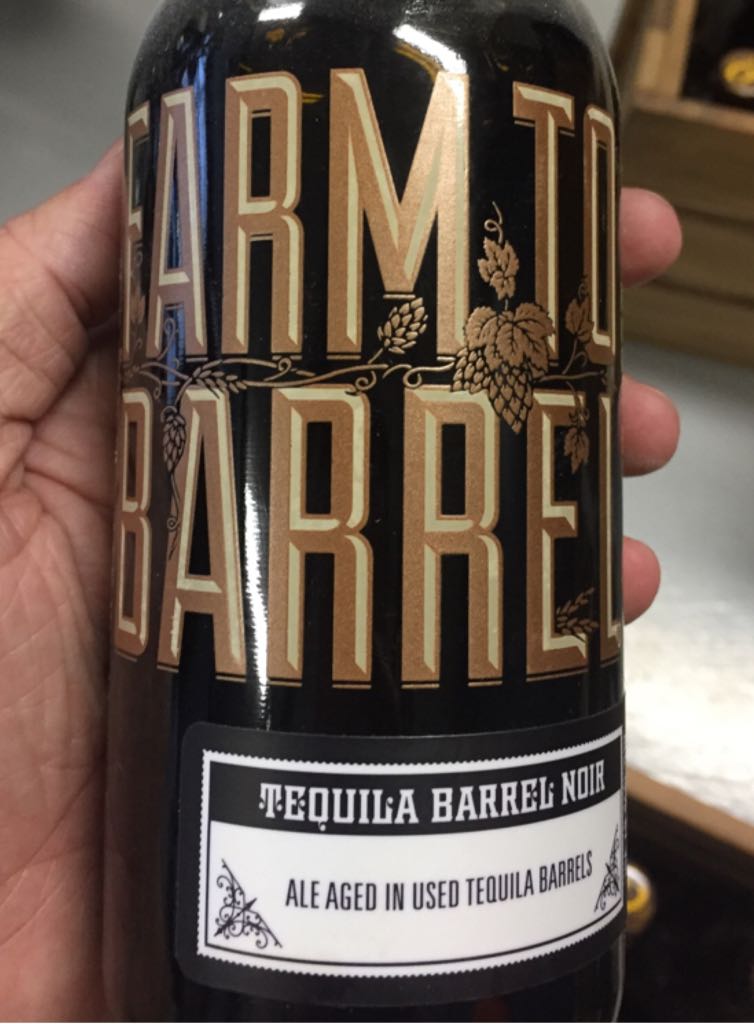 FARM TO
BARREL
TEQUILA BARREL NOIR
ALE AGED IN USED TEQUILA BARRELS